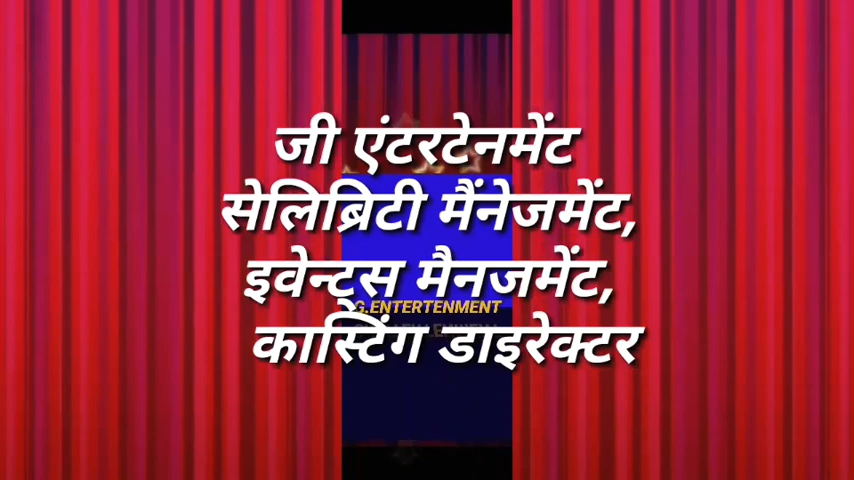 जी एंटरटेनमेंट
सेलिब्रिटी मैंनेजमेंट,
इवेन्ट्स मैनजमेंट,
G.ENTERTENMENT
कास्टिंग डाइरेक्टर